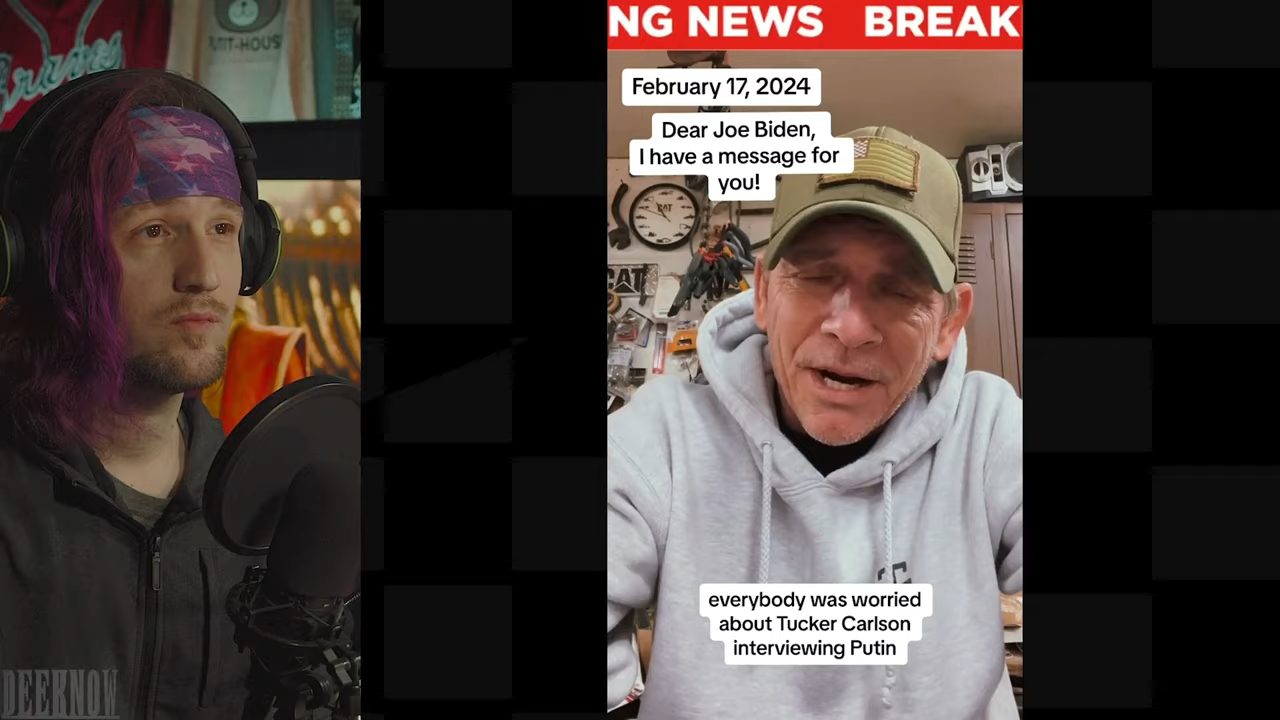 NG NEWS BREAK
February 17, 2024
Dear Joe Biden,
I have a message for
you!
CAT
CAT
everybody was worried
about Tucker Carlson
interviewing Putin
DEEKNOW